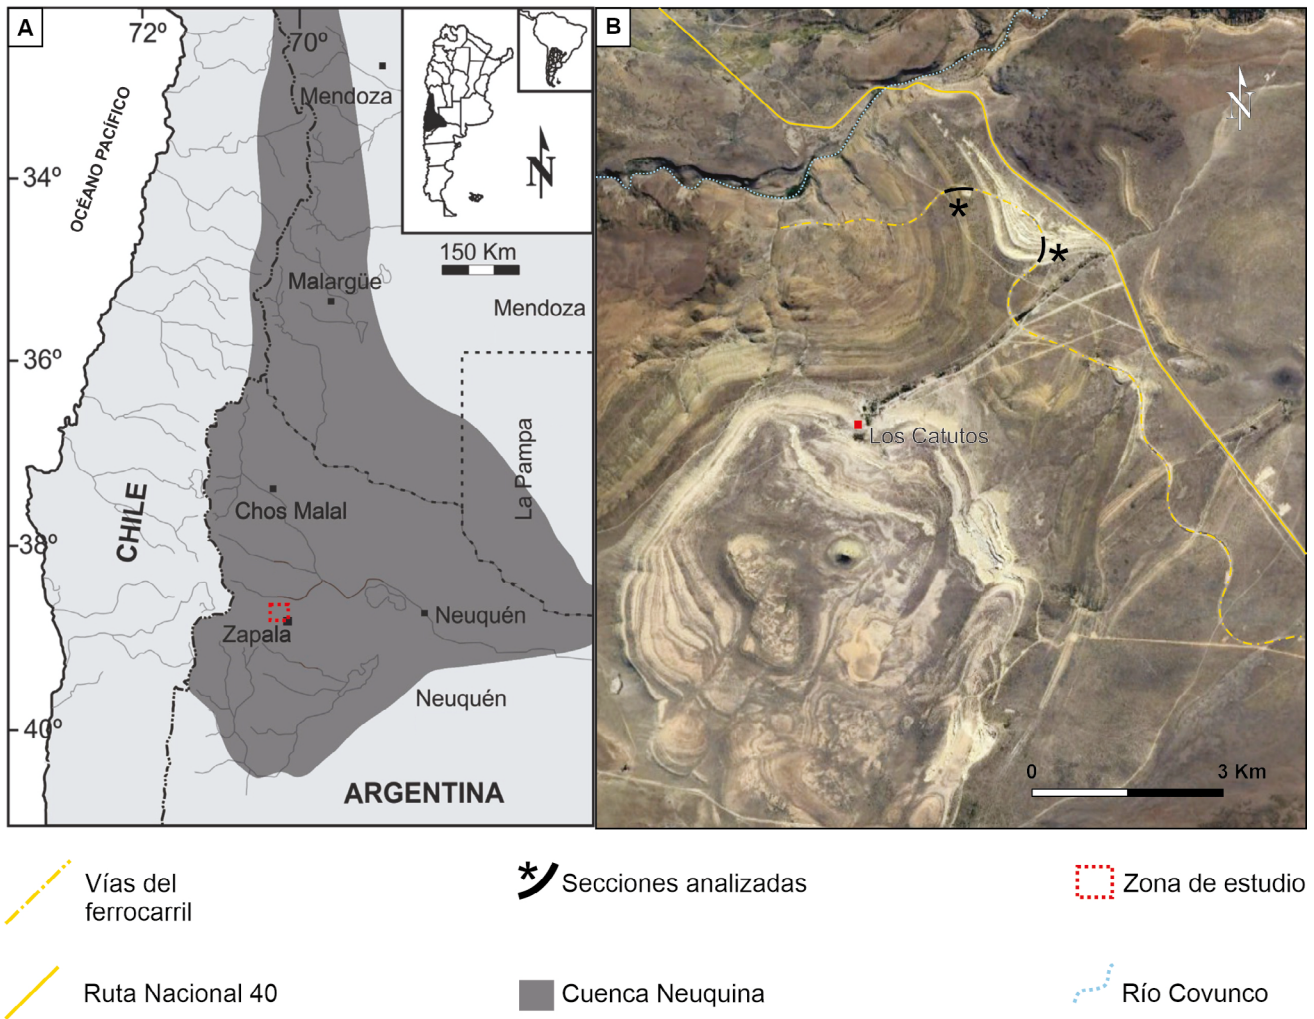 A
72º
70º
Mendoza
OCÉANO PACÍFICO
34º
N
150 Km
Malargüe
Mendoza
36º
La Pampa
Chos Malal
CHILE
38º
Neuquén
Zapala
Neuquén
40º
ARGENTINA
B
N
*
*
Los Catutos
0 3 Km
Vías del
ferrocarril
* Secciones analizadas
Zona de estudio
Ruta Nacional 40
Cuenca Neuquina
Río Covunco